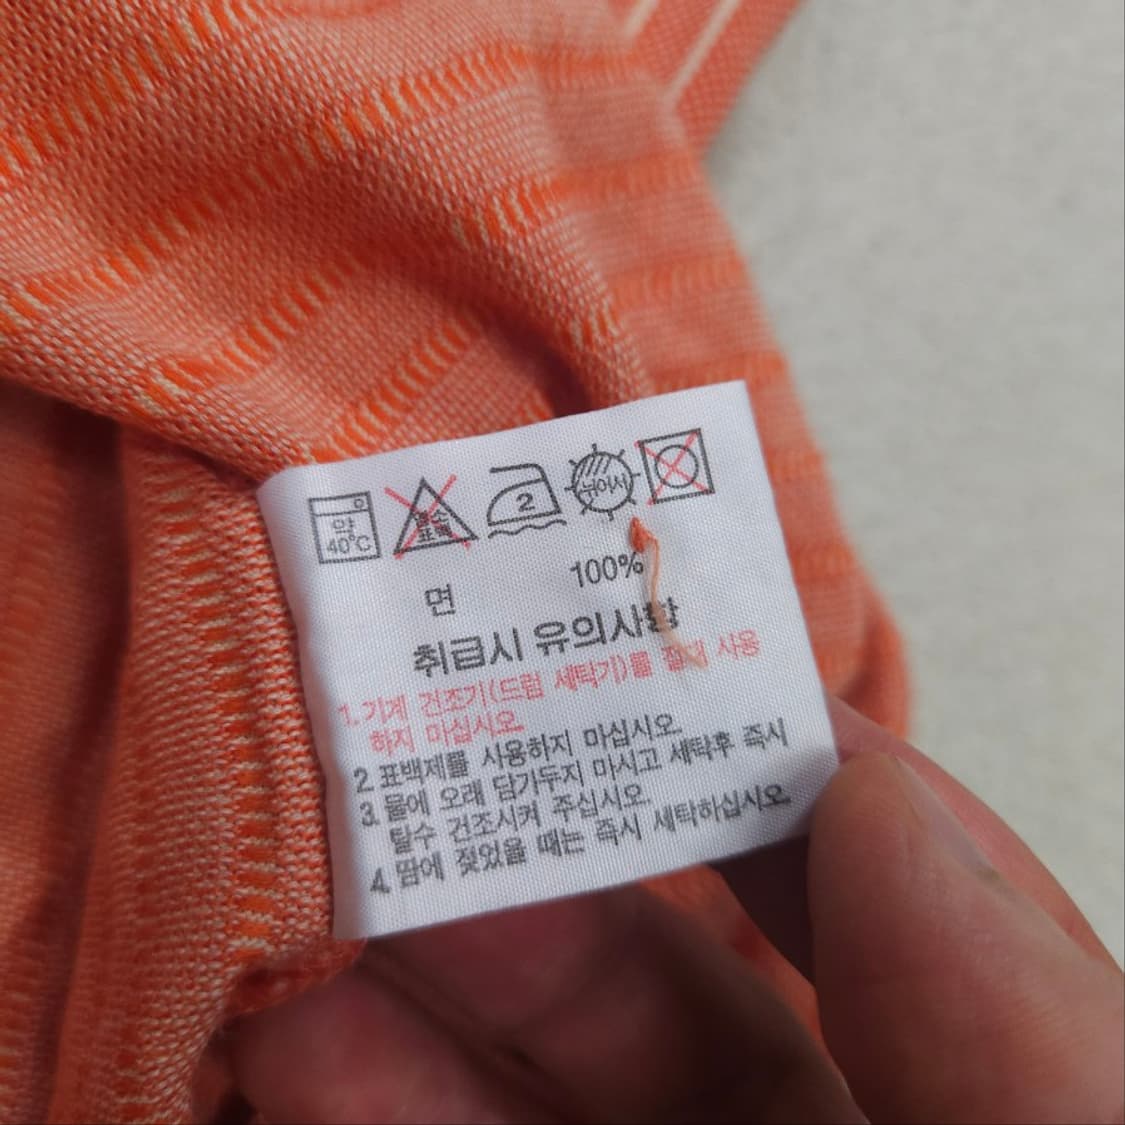 약
40°C
염소
표백
2
뉘어서
면 100%
취급시 유의사항
1. 기계 건조기(드럼 세탁기)를 절대 사용
하지 마십시오.
2. 표백제를 사용하지 마십시오.
3. 물에 오래 담가두지 마시고 세탁후 즉시
탈수 건조시켜 주십시오.
4. 땀에 젖었을 때는 즉시 세탁하십시오.